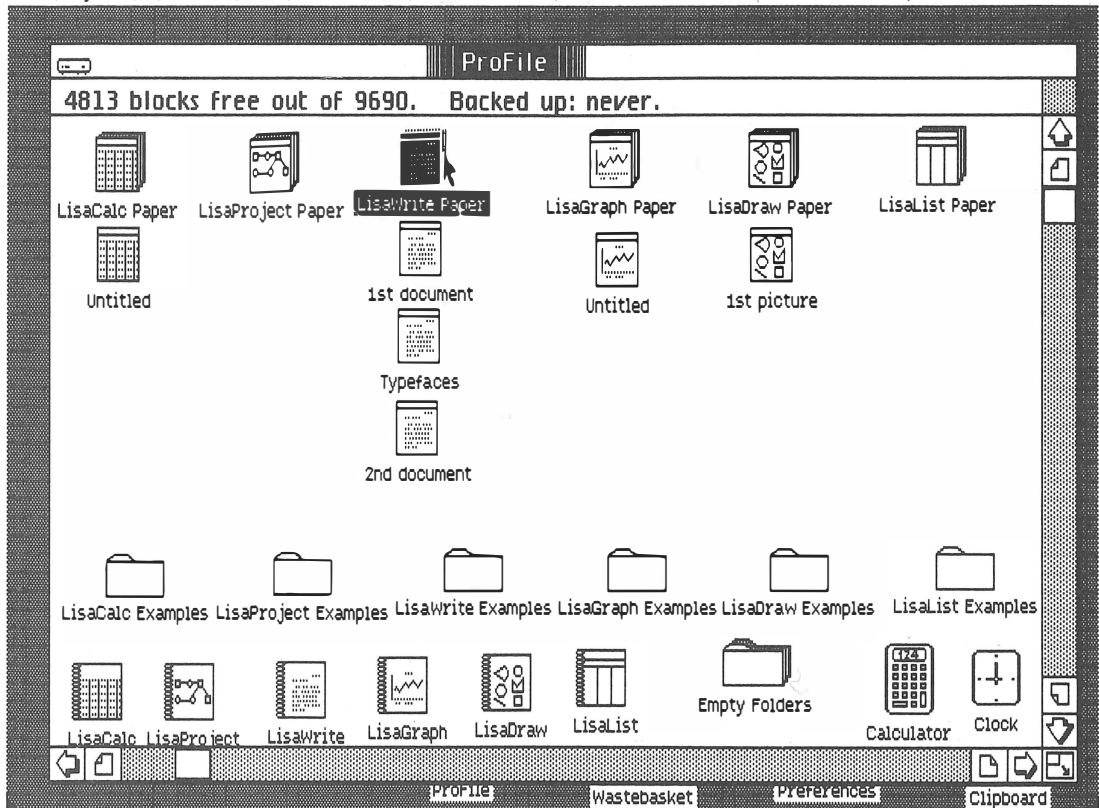 ProFile
4813 blocks free out of 9690. Backed up: never.
LisaCalc Paper LisaProject Paper LisaWrite Paper LisaGraph Paper LisaDraw Paper LisaList Paper
Untitled 1st document Untitled 1st picture
Typefaces
2nd document
LisaCalc Examples LisaProject Examples LisaWrite Examples LisaGraph Examples LisaDraw Examples LisaList Examples
124
LisaCalc LisaProject LisaWrite LisaGraph LisaDraw LisaList Empty Folders Calculator Clock
ProFile Wastebasket Preferences Clipboard